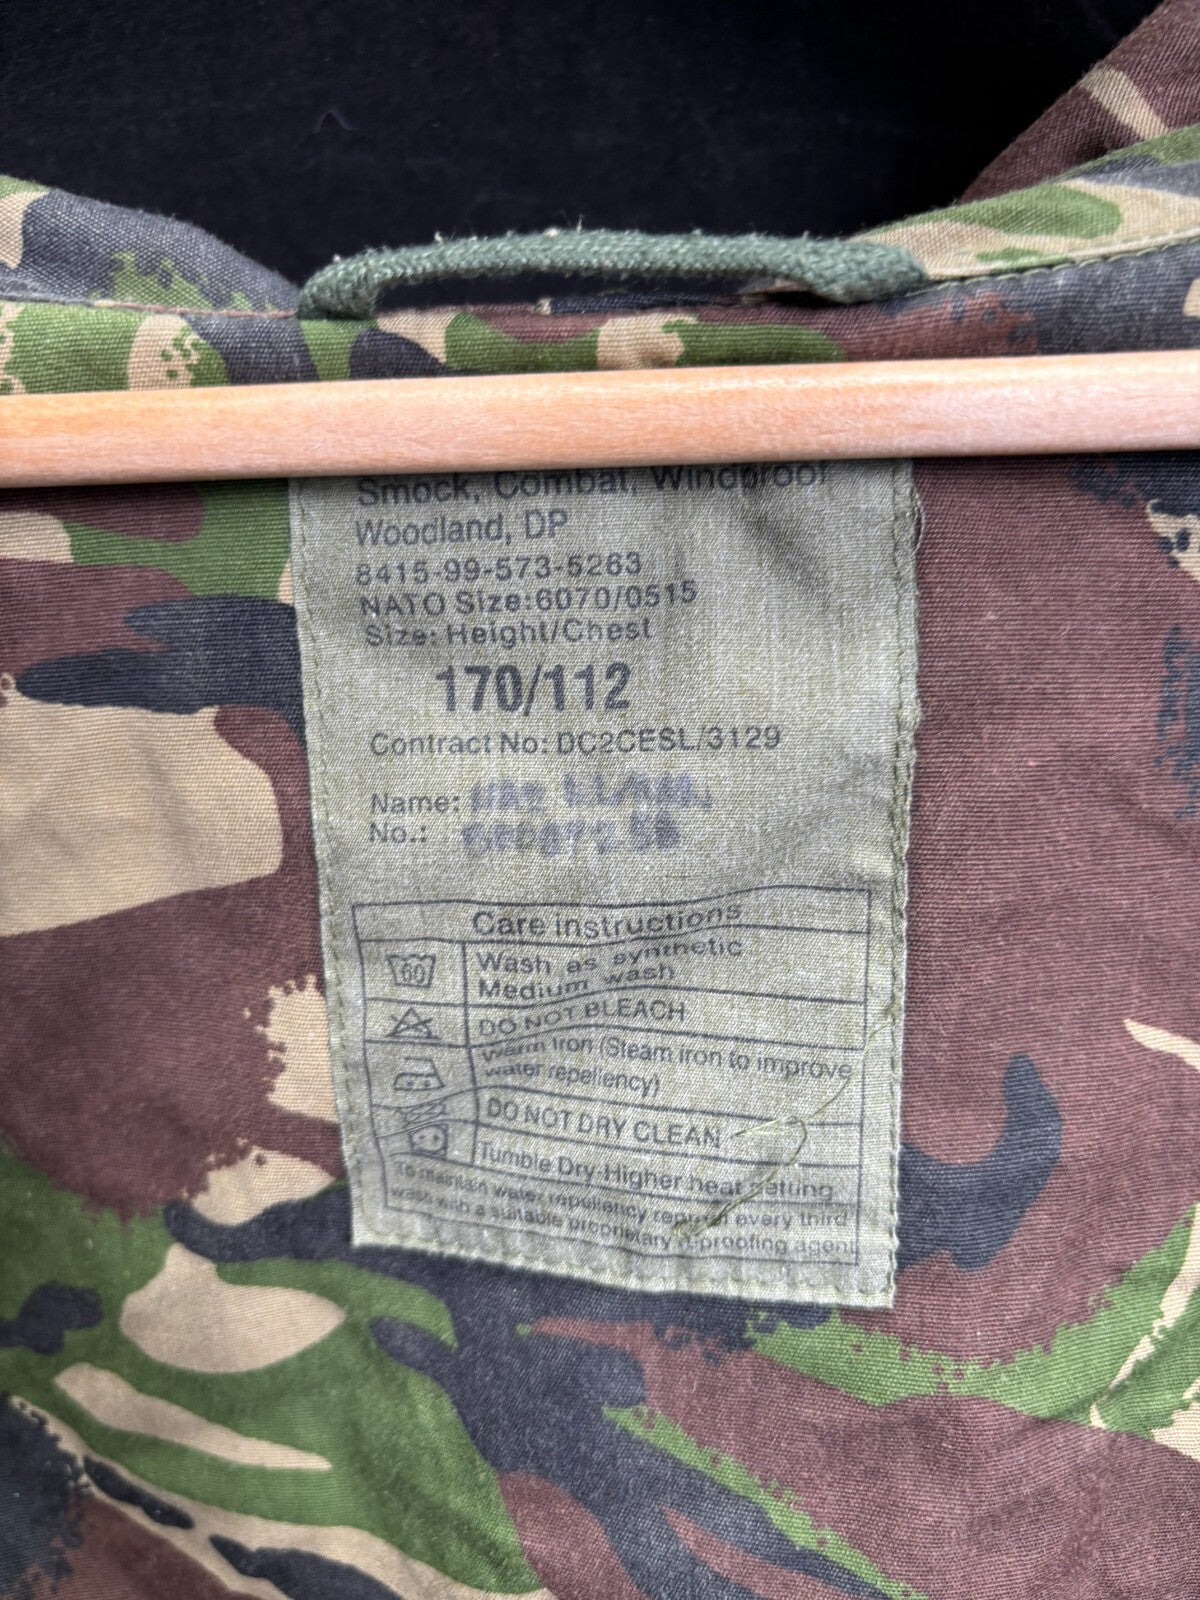 Smock, Combat, Windproof
Woodland, DP
8415-99-573-5263
NATO Size:6070/0515
Size: Height/Chest
170/112
Contract No: DC2CESL/3129
Name:
No.:
Care instructions
60
Wash as synthetic
Medium wash
DO NOT BLEACH
Warm Iron (Steam iron to improve
water repellency)
DO NOT DRY CLEAN
Tumble Dry-Higher heat setting
To maintain water repellency reproof every third
wash with a suitable proprietary reproofing agent